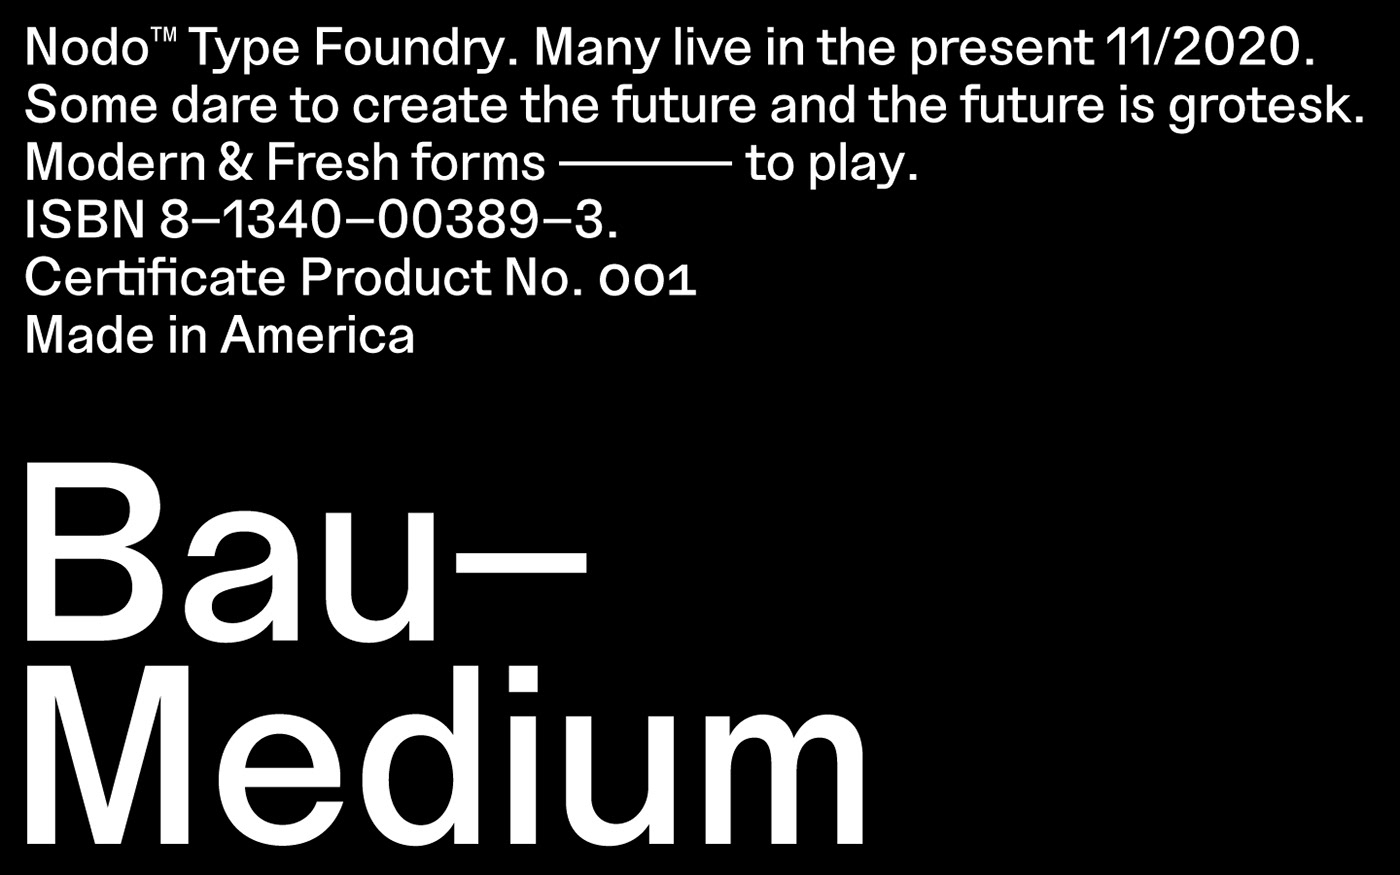 Nodo™ Type Foundry. Many live in the present 11/2020.
Some dare to create the future and the future is grotesk.
Modern & Fresh forms ——— to play.
ISBN 8–1340–00389–3.
Certificate Product No. 001
Made in America
Bau–
Medium